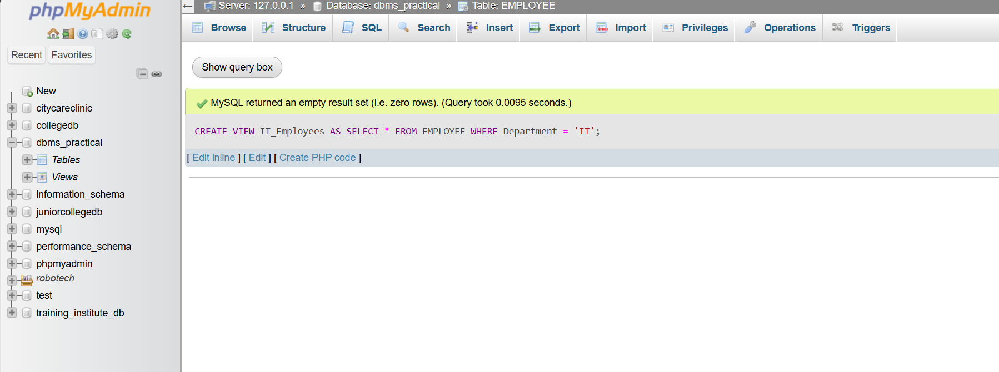 phpMyAdmin
Recent Favorites
New
citycareclinic
collegedb
dbms_practical
Tables
Views
information_schema
juniorcollegedb
mysql
performance_schema
phpmyadmin
robotech
test
training_institute_db
← Server: 127.0.0.1 » Database: dbms_practical » Table: EMPLOYEE
Browse Structure SQL Search Insert Export Import Privileges Operations Triggers
Show query box
MySQL returned an empty result set (i.e. zero rows). (Query took 0.0095 seconds.)
CREATE VIEW IT_Employees AS SELECT * FROM EMPLOYEE WHERE Department = 'IT';
[ Edit inline ] [ Edit ] [ Create PHP code ]